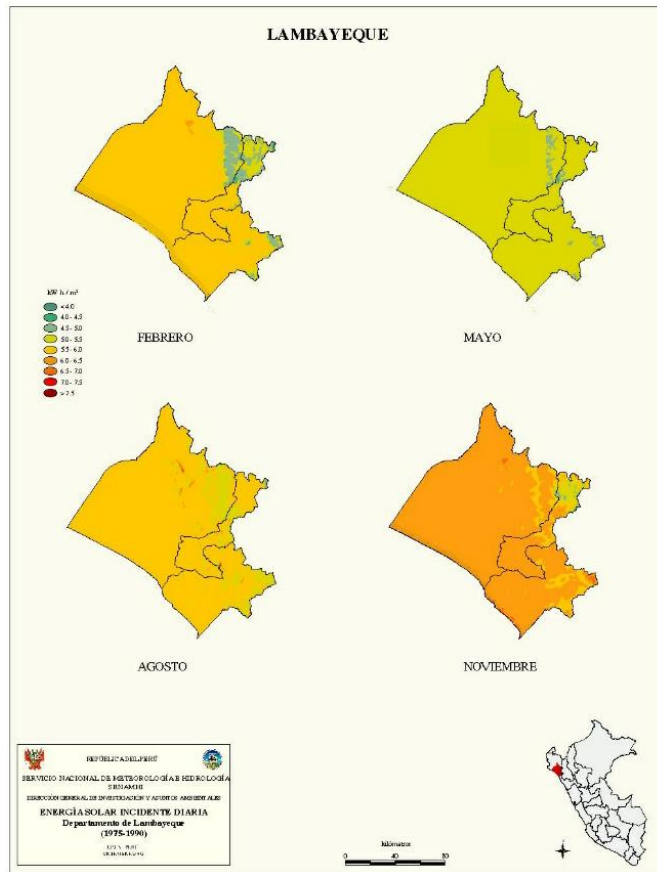 LAMBAYEQUE
kW h / m²
< 4.0
4.0 - 4.5
4.5 - 5.0
5.0 - 5.5
5.5 - 6.0
6.0 - 6.5
6.5 - 7.0
7.0 - 7.5
> 7.5
FEBRERO
MAYO
AGOSTO
NOVIEMBRE
REPÚBLICA DEL PERÚ
SERVICIO NACIONAL DE METEOROLOGÍA E HIDROLOGÍA
SENAMHI
DIRECCIÓN GENERAL DE INVESTIGACIÓN Y ASUNTOS AMBIENTALES
ENERGÍA SOLAR INCIDENTE DIARIA
Departamento de Lambayeque
(1975-1990)
kilómetros
0 40 80